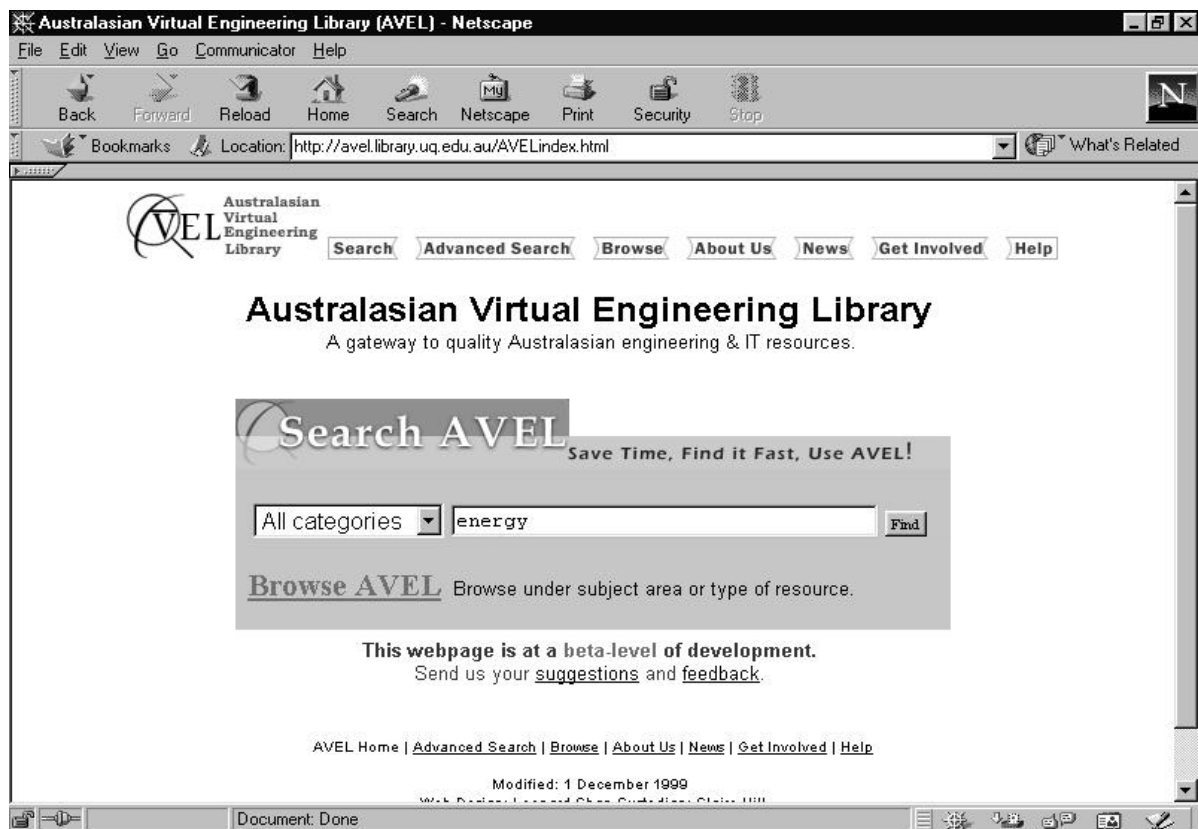 Australasian Virtual Engineering Library (AVEL) - Netscape
File Edit View Go Communicator Help
My
N
Back Forward Reload Home Search Netscape Print Security Stop
Bookmarks Location: http://avel.library.uq.edu.au/AVELindex.html What's Related
AVEL
Australasian
Virtual
Engineering
Library
Search Advanced Search Browse About Us News Get Involved Help
Australasian Virtual Engineering Library
A gateway to quality Australasian engineering & IT resources.
Search AVEL
Save Time, Find it Fast, Use AVEL!
All categories energy Find
Browse AVEL Browse under subject area or type of resource.
This webpage is at a beta-level of development.
Send us your suggestions and feedback.
AVEL Home | Advanced Search | Browse | About Us | News | Get Involved | Help
Modified: 1 December 1999
Document: Done